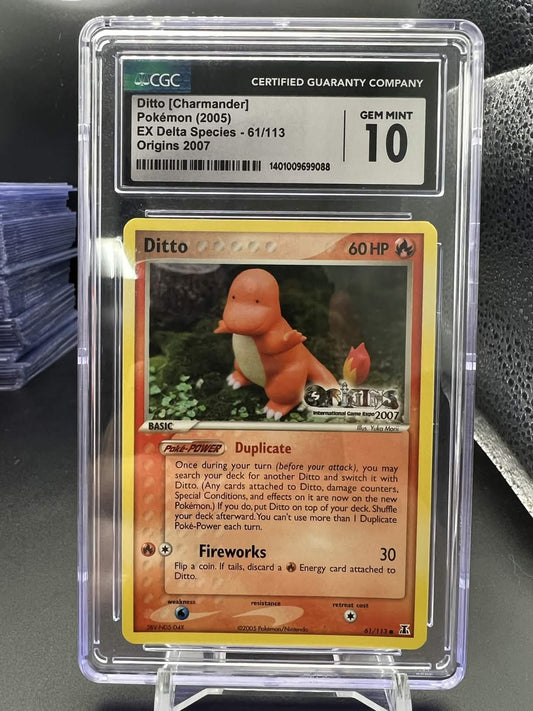 CGC
CERTIFIED GUARANTY COMPANY
Ditto [Charmander]
Pokémon (2005)
EX Delta Species - 61/113
Origins 2007
GEM MINT
10
1401009699088
Ditto
60 HP
ORIGINS
International Game Expo 2007
BASIC
Illus. Yuka Morii
Poké-POWER Duplicate
Once during your turn (before your attack), you may
search your deck for another Ditto and switch it with
Ditto. (Any cards attached to Ditto, damage counters,
Special Conditions, and effects on it are now on the new
Pokémon.) If you do, put Ditto on top of your deck. Shuffle
your deck afterward. You can't use more than 1 Duplicate
Poké-Power each turn.
Fireworks 30
Flip a coin. If tails, discard a Energy card attached to
Ditto.
weakness resistance retreat cost
©2005 Pokémon/Nintendo
61/113